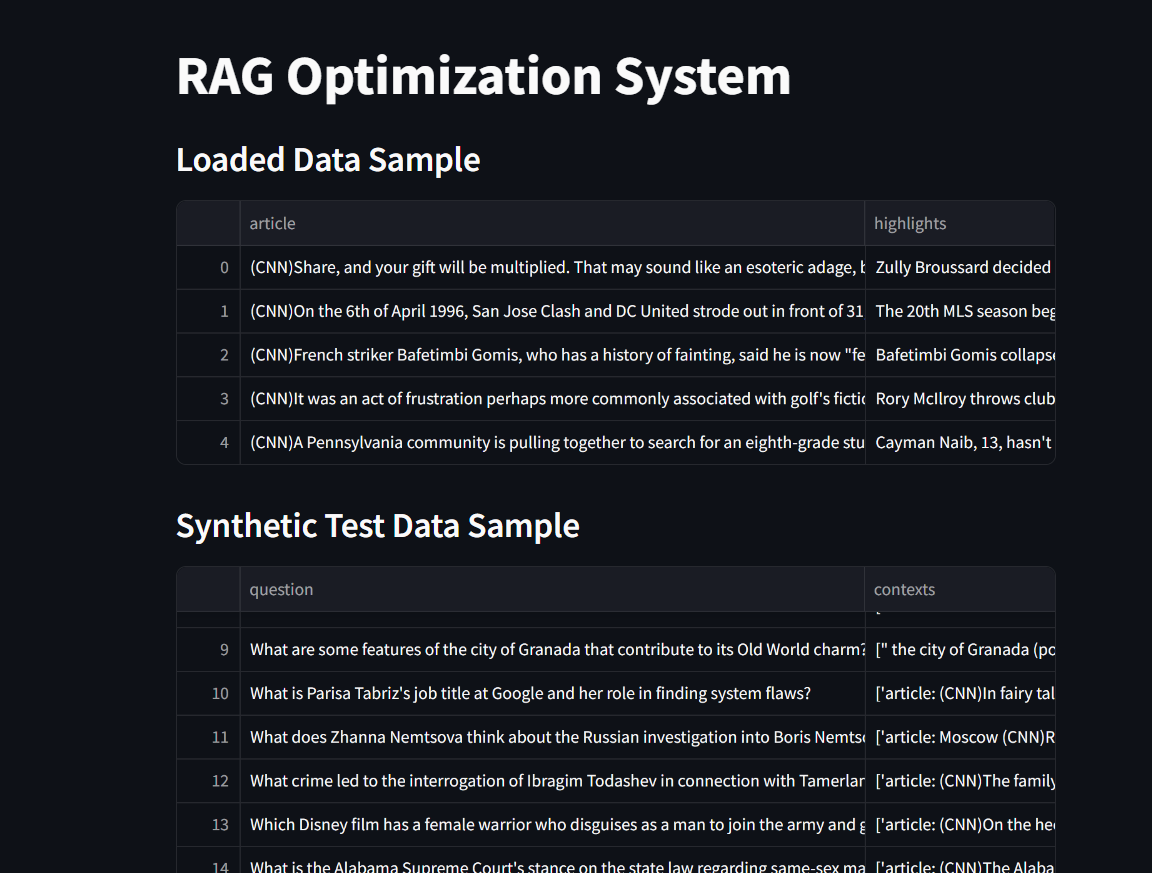 RAG Optimization System
Loaded Data Sample
article highlights
0 (CNN)Share, and your gift will be multiplied. That may sound like an esoteric adage, Zully Broussard decided
1 (CNN)On the 6th of April 1996, San Jose Clash and DC United strode out in front of 31 The 20th MLS season beg
2 (CNN)French striker Bafetimbi Gomis, who has a history of fainting, said he is now "fe Bafetimbi Gomis collapse
3 (CNN)It was an act of frustration perhaps more commonly associated with golf's fictic Rory McIlroy throws club
4 (CNN)A Pennsylvania community is pulling together to search for an eighth-grade stu Cayman Naib, 13, hasn't
Synthetic Test Data Sample
question contexts
9 What are some features of the city of Granada that contribute to its Old World charm? [" the city of Granada (po
10 What is Parisa Tabriz's job title at Google and her role in finding system flaws? ['article: (CNN)In fairy tal
11 What does Zhanna Nemtsova think about the Russian investigation into Boris Nemtso ['article: Moscow (CNN)R
12 What crime led to the interrogation of Ibragim Todashev in connection with Tamerlan ['article: (CNN)The family
13 Which Disney film has a female warrior who disguises as a man to join the army and g ['article: (CNN)On the hee
14 What is the Alabama Supreme Court's stance on the state law regarding same-sex ma ['article: (CNN)The Alaba